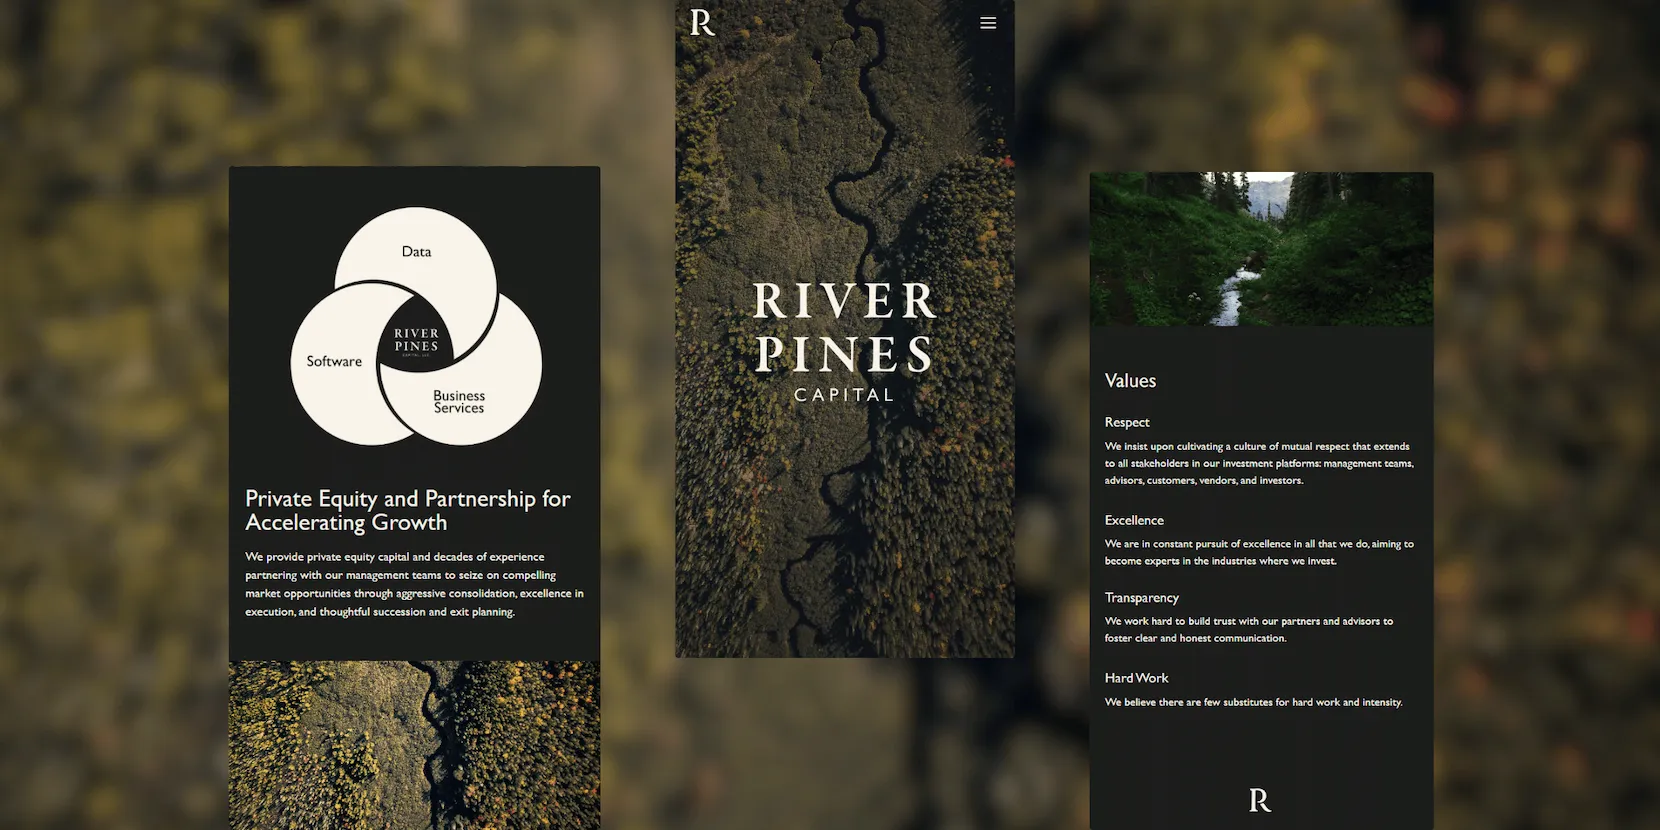 Data
Software
RIVER
PINES
CAPITAL, LLC.
Business
Services
Private Equity and Partnership for
Accelerating Growth
We provide private equity capital and decades of experience
partnering with our management teams to seize on compelling
market opportunities through aggressive consolidation, excellence in
execution, and thoughtful succession and exit planning.
R
RIVER
PINES
CAPITAL
Values
Respect
We insist upon cultivating a culture of mutual respect that extends
to all stakeholders in our investment platforms: management teams,
advisors, customers, vendors, and investors.
Excellence
We are in constant pursuit of excellence in all that we do, aiming to
become experts in the industries where we invest.
Transparency
We work hard to build trust with our partners and advisors to
foster clear and honest communication.
Hard Work
We believe there are few substitutes for hard work and intensity.
R